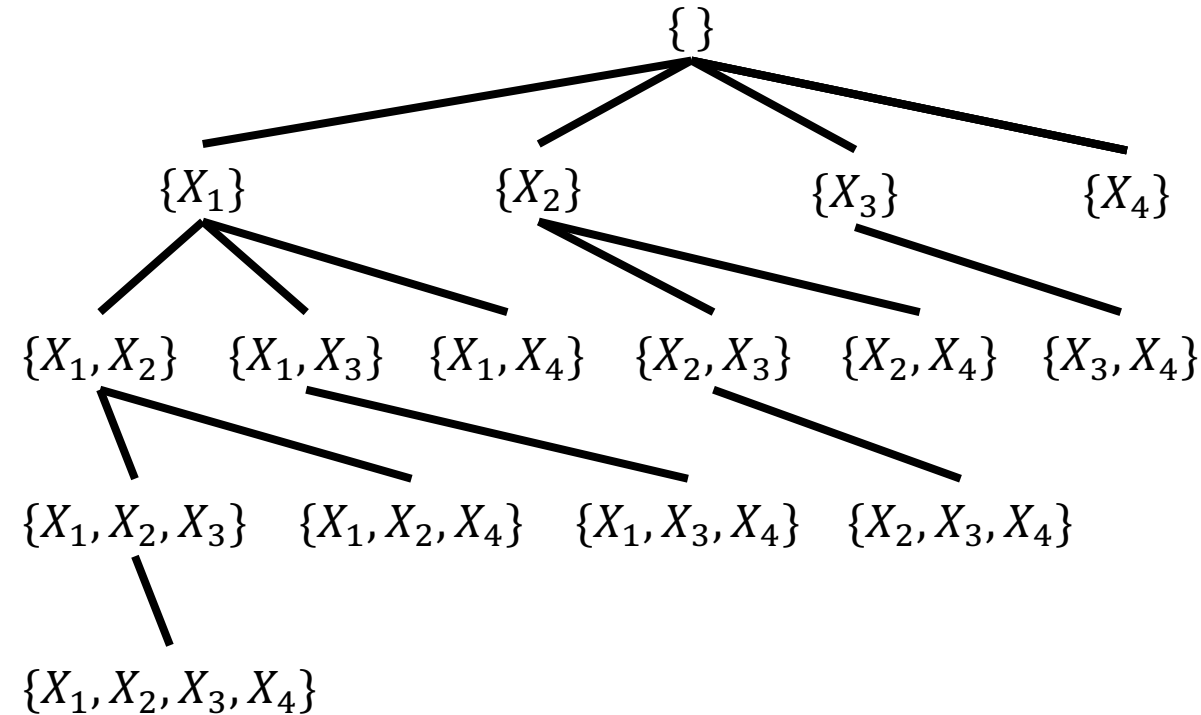 { }
{X₁} {X₂} {X₃} {X₄}
{X₁, X₂} {X₁, X₃} {X₁, X₄} {X₂, X₃} {X₂, X₄} {X₃, X₄}
{X₁, X₂, X₃} {X₁, X₂, X₄} {X₁, X₃, X₄} {X₂, X₃, X₄}
{X₁, X₂, X₃, X₄}